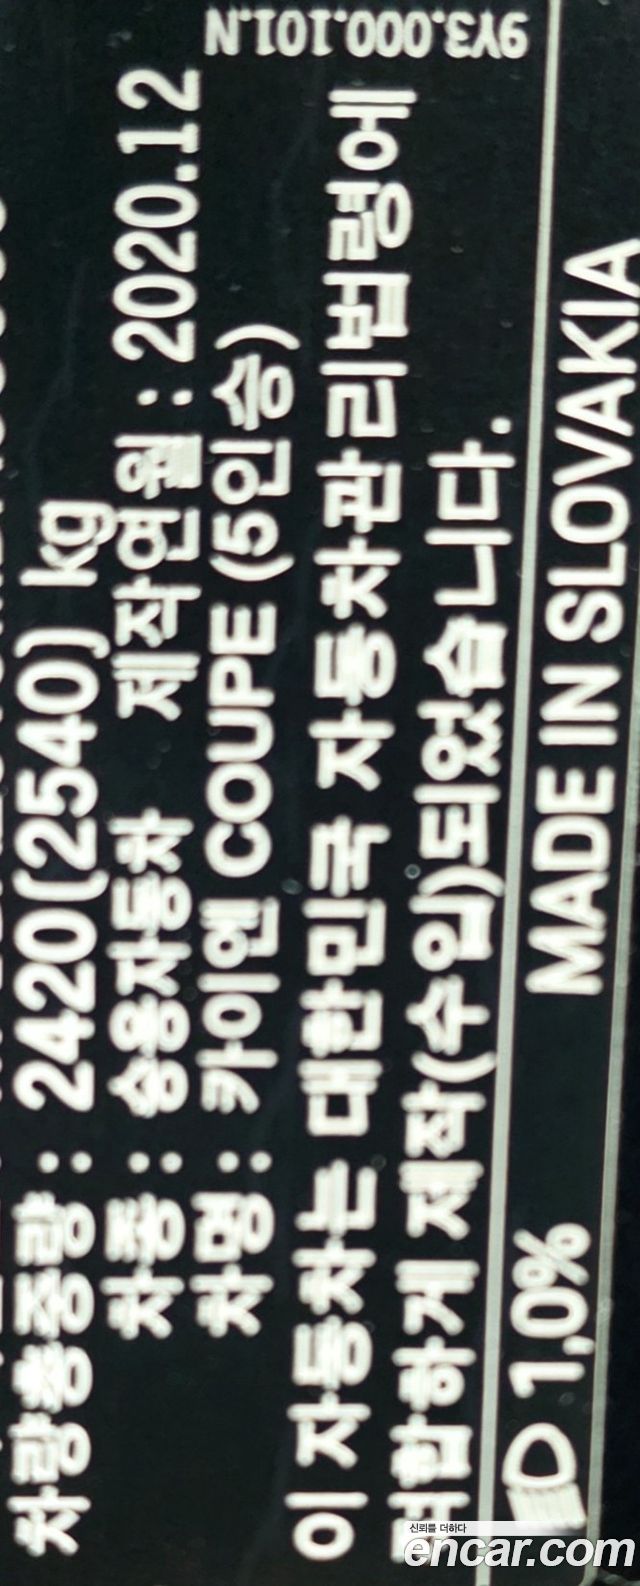 차량총중량 : 2420(2540) kg
차종 : 승용자동차 제작연월 : 2020.12
차명 : 카이엔 COUPE (5인승)
이 자동차는 대한민국 자동차관리법령에
적합하게 제작(수입)되었습니다.
9Y3.000.101.N
1,0% MADE IN SLOVAKIA
신뢰를 더하다
encar.com